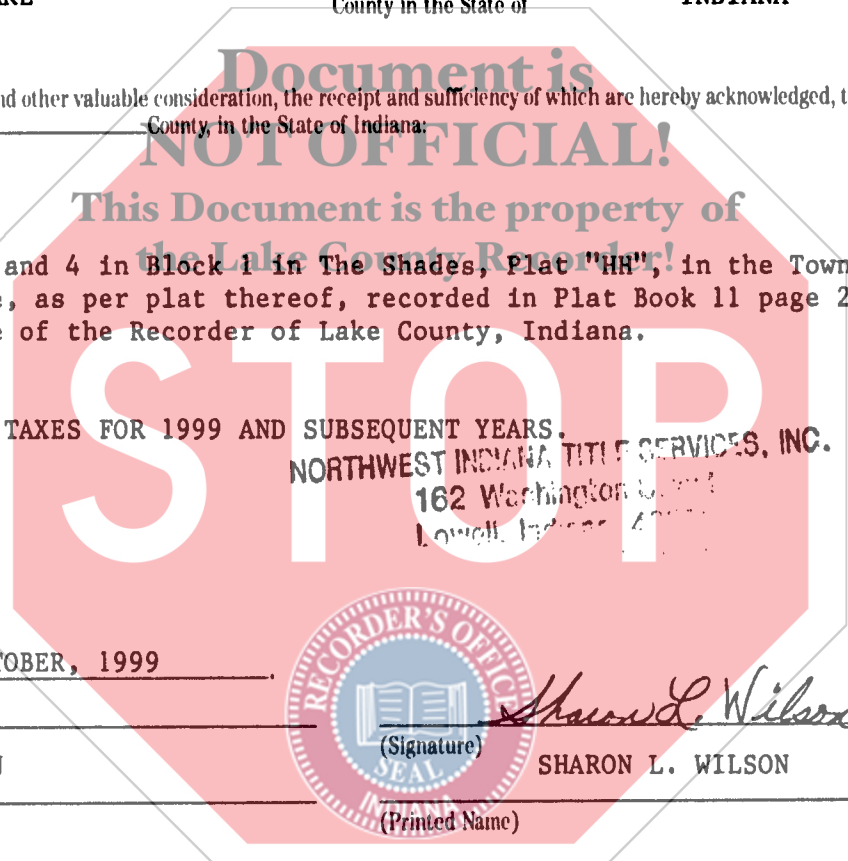 County in the State of INDIANA
Document is
nd other valuable consideration, the receipt and sufficiency of which are hereby acknowledged, t
County, in the State of Indiana:
NOT OFFICIAL!
This Document is the property of
the Lake County Recorder!
and 4 in Block 1 in The Shades, Plat "HH", in the Town
, as per plat thereof, recorded in Plat Book 11 page 2
of the Recorder of Lake County, Indiana.
STOP
TAXES FOR 1999 AND SUBSEQUENT YEARS.
NORTHWEST INDIANA TITLE SERVICES, INC.
162 Washington
Lowell, Indiana
TOBER, 1999
RECORDER'S OFFICE
Sharon L. Wilson
(Signature)
SEAL
SHARON L. WILSON
INDIANA
(Printed Name)